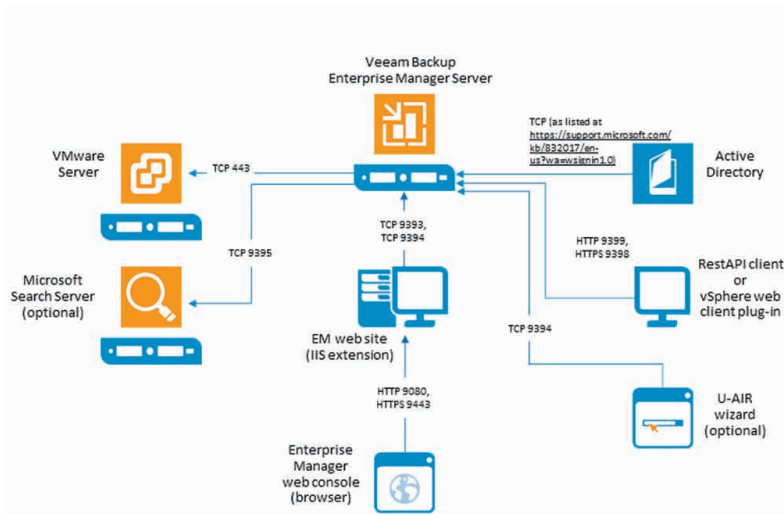 Veeam Backup
Enterprise Manager Server
TCP (as listed at
https://support.microsoft.com/
kb/832017/en-
us?wa=wsignin1.0)
VMware
Server
TCP 443
Active
Directory
TCP 9393,
TCP 9394
TCP 9395
HTTP 9399,
HTTPS 9398
Microsoft
Search Server
(optional)
RestAPI client
or
vSphere web
client plug-in
EM web site
(IIS extension)
TCP 9394
HTTP 9080,
HTTPS 9443
U-AIR
wizard
(optional)
Enterprise
Manager
web console
(browser)